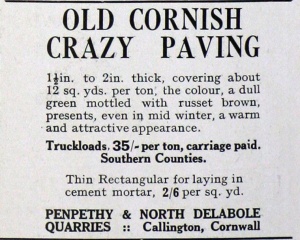 OLD CORNISH
CRAZY PAVING
1½in. to 2in. thick, covering about
12 sq. yds. per ton, the colour, a dull
green mottled with russet brown,
presents, even in mid winter, a warm
and attractive appearance.
Truckloads. 35/- per ton, carriage paid.
Southern Counties.
Thin Rectangular for laying in
cement mortar, 2/6 per sq. yd.
PENPETHY & NORTH DELABOLE
QUARRIES :: Callington, Cornwall